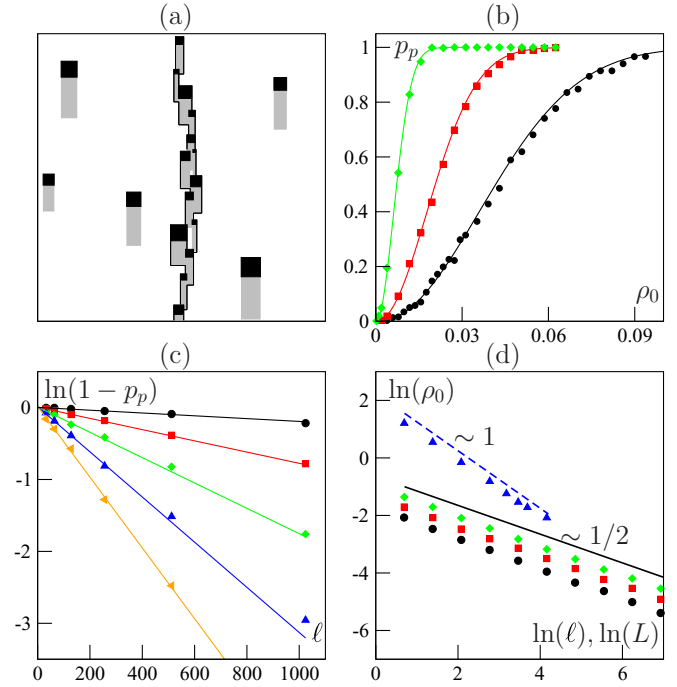 (a)
(b)
1
0.8
0.6
0.4
0.2
0
p_p
ρ_0
0 0.03 0.06 0.09
(c)
(d)
0
-1
-2
-3
ln(1 − p_p)
ℓ
0 200 400 600 800 1000
2
0
-2
-4
-6
ln(ρ_0)
∼ 1
∼ 1/2
ln(ℓ), ln(L)
0 2 4 6